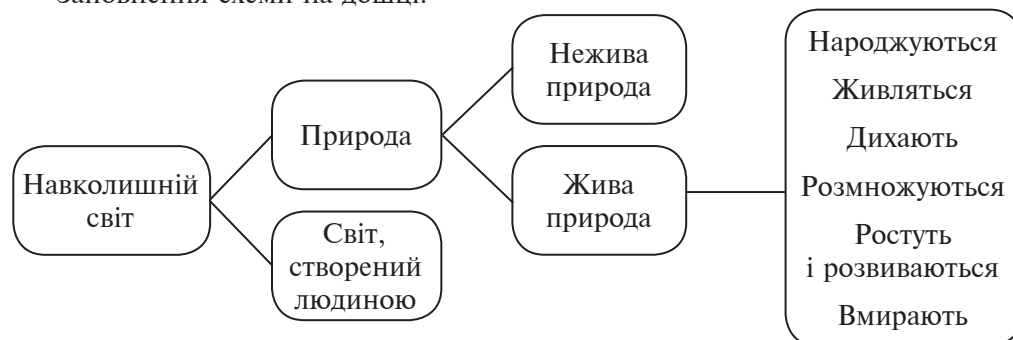 Заповнення схеми на дошці.
Навколишній
світ
Природа
Світ,
створений
людиною
Нежива
природа
Жива
природа
Народжуються
Живляться
Дихають
Розмножуються
Ростуть
і розвиваються
Вмирають